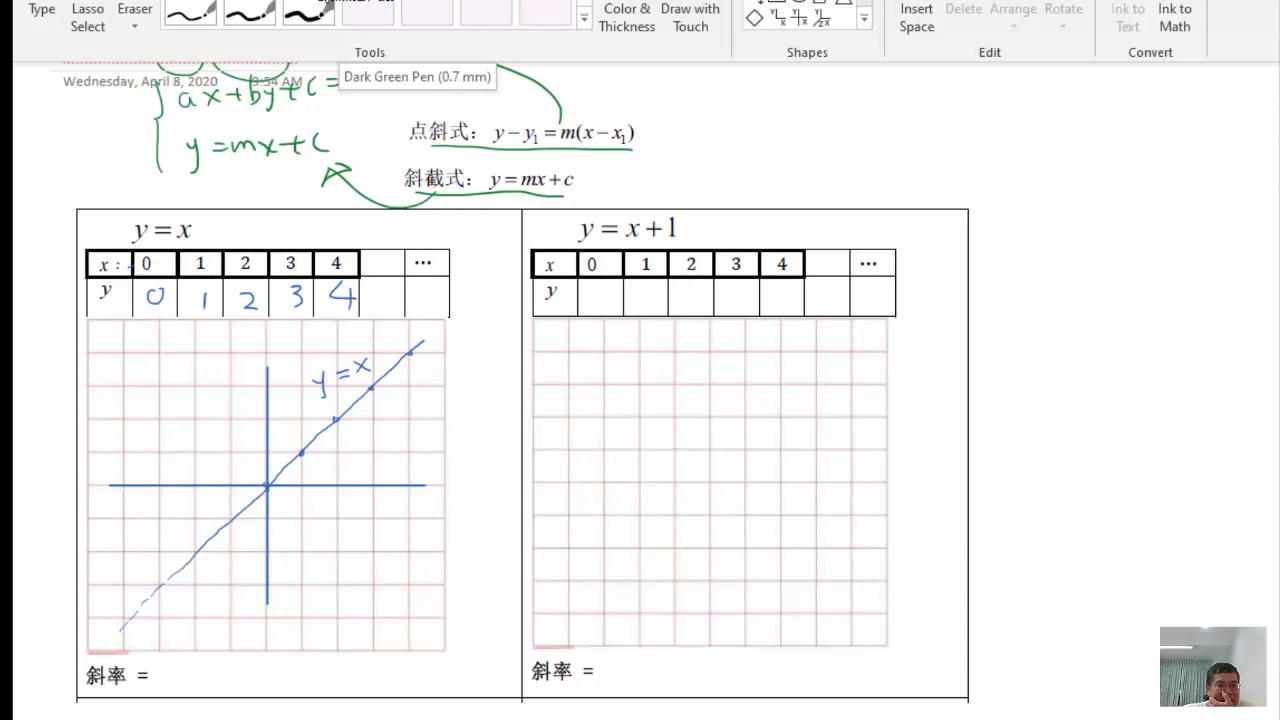 Type Lasso Select Eraser Color & Thickness Draw with Touch Insert Space Delete Arrange Rotate Ink to Text Ink to Math
Tools Shapes Edit Convert
Dark Green Pen (0.7 mm)
Wednesday, April 8, 2020 9:54 AM
ax+by+c=
点斜式： y−y₁=m(x−x₁)
y=mx+c
斜截式： y=mx+c
y=x
x 0 1 2 3 4 ...
y 0 1 2 3 4
y=x
斜率 =
y=x+1
x 0 1 2 3 4 ...
y
斜率 =